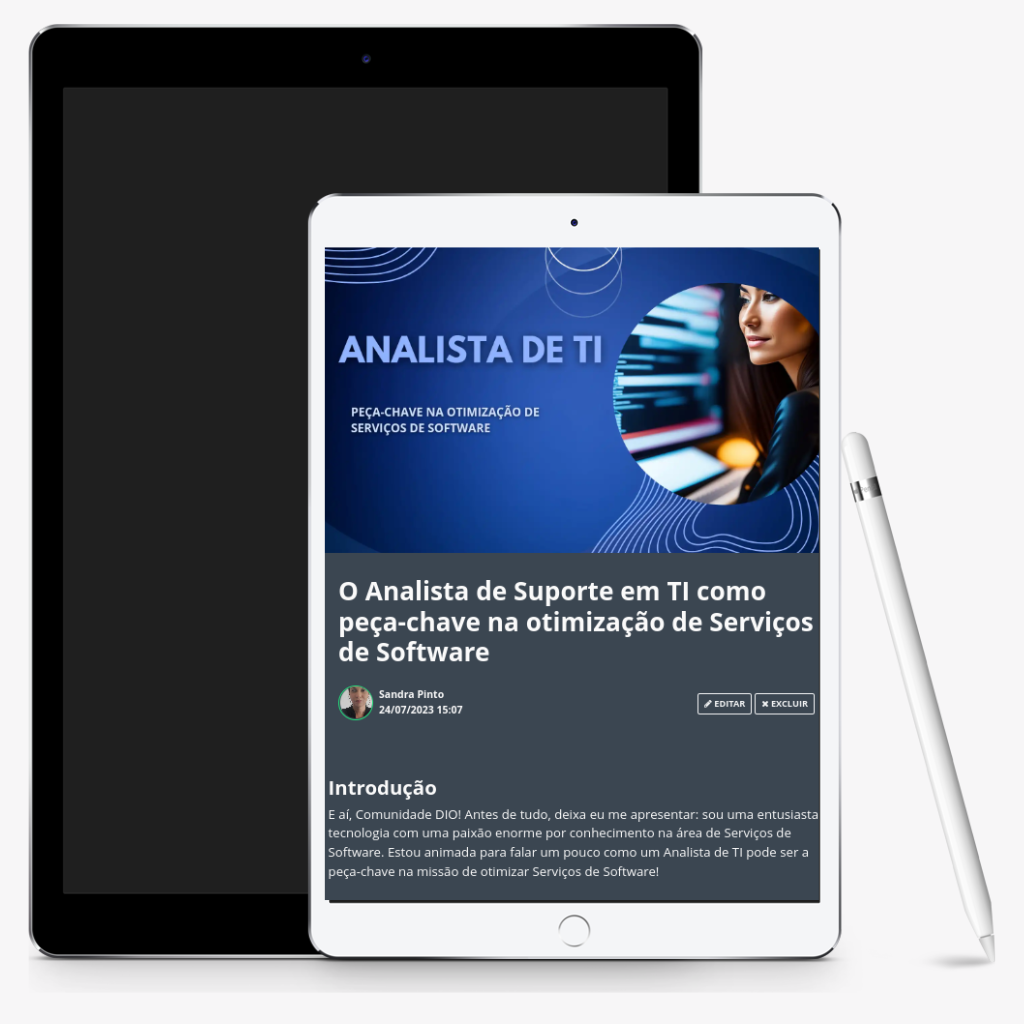 ANALISTA DE TI
PEÇA-CHAVE NA OTIMIZAÇÃO DE
SERVIÇOS DE SOFTWARE
O Analista de Suporte em TI como
peça-chave na otimização de Serviços
de Software
Sandra Pinto
24/07/2023 15:07
EDITAR
EXCLUIR
Introdução
E aí, Comunidade DIO! Antes de tudo, deixa eu me apresentar: sou uma entusiasta
tecnologia com uma paixão enorme por conhecimento na área de Serviços de
Software. Estou animada para falar um pouco como um Analista de TI pode ser a
peça-chave na missão de otimizar Serviços de Software!